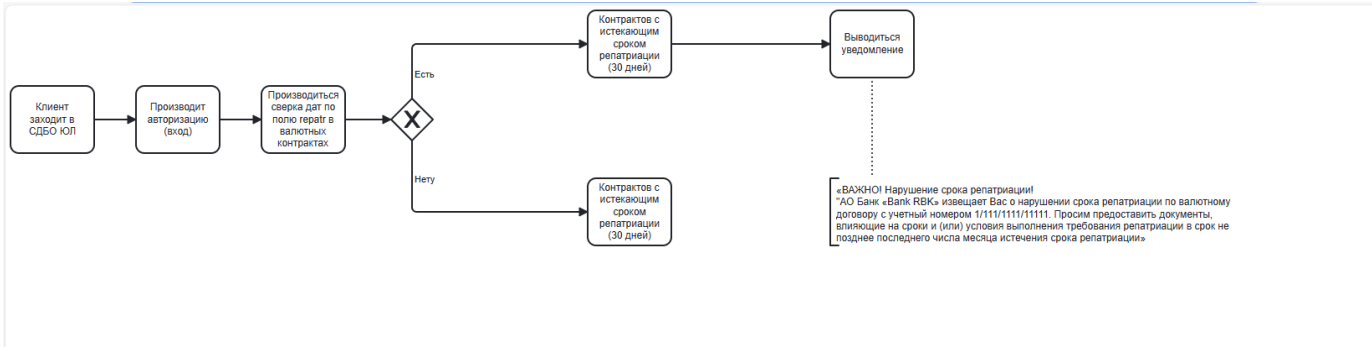 Клиент
заходит в
СДБО ЮЛ
Производит
авторизацию
(вход)
Производиться
сверка дат по
полю repatr в
валютных
контрактах
Есть
Нету
Контрактов с
истекающим
сроком
репатриации
(30 дней)
Выводиться
уведомление
Контрактов с
истекающим
сроком
репатриации
(30 дней)
«ВАЖНО! Нарушение срока репатриации!
"АО Банк «Bank RBK» извещает Вас о нарушении срока репатриации по валютному
договору с учетный номером 1/111/1111/11111. Просим предоставить документы,
влияющие на сроки и (или) условия выполнения требования репатриации в срок не
позднее последнего числа месяца истечения срока репатриации»